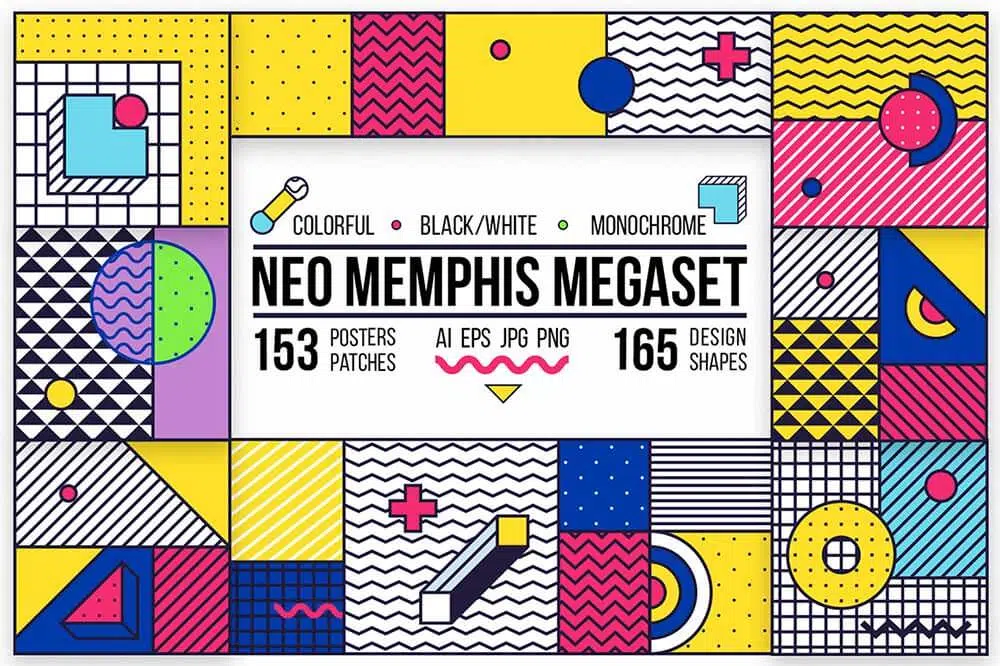 COLORFUL • BLACK/WHITE • MONOCHROME
NEO MEMPHIS MEGASET
153 POSTERS PATCHES
AI EPS JPG PNG
165 DESIGN SHAPES